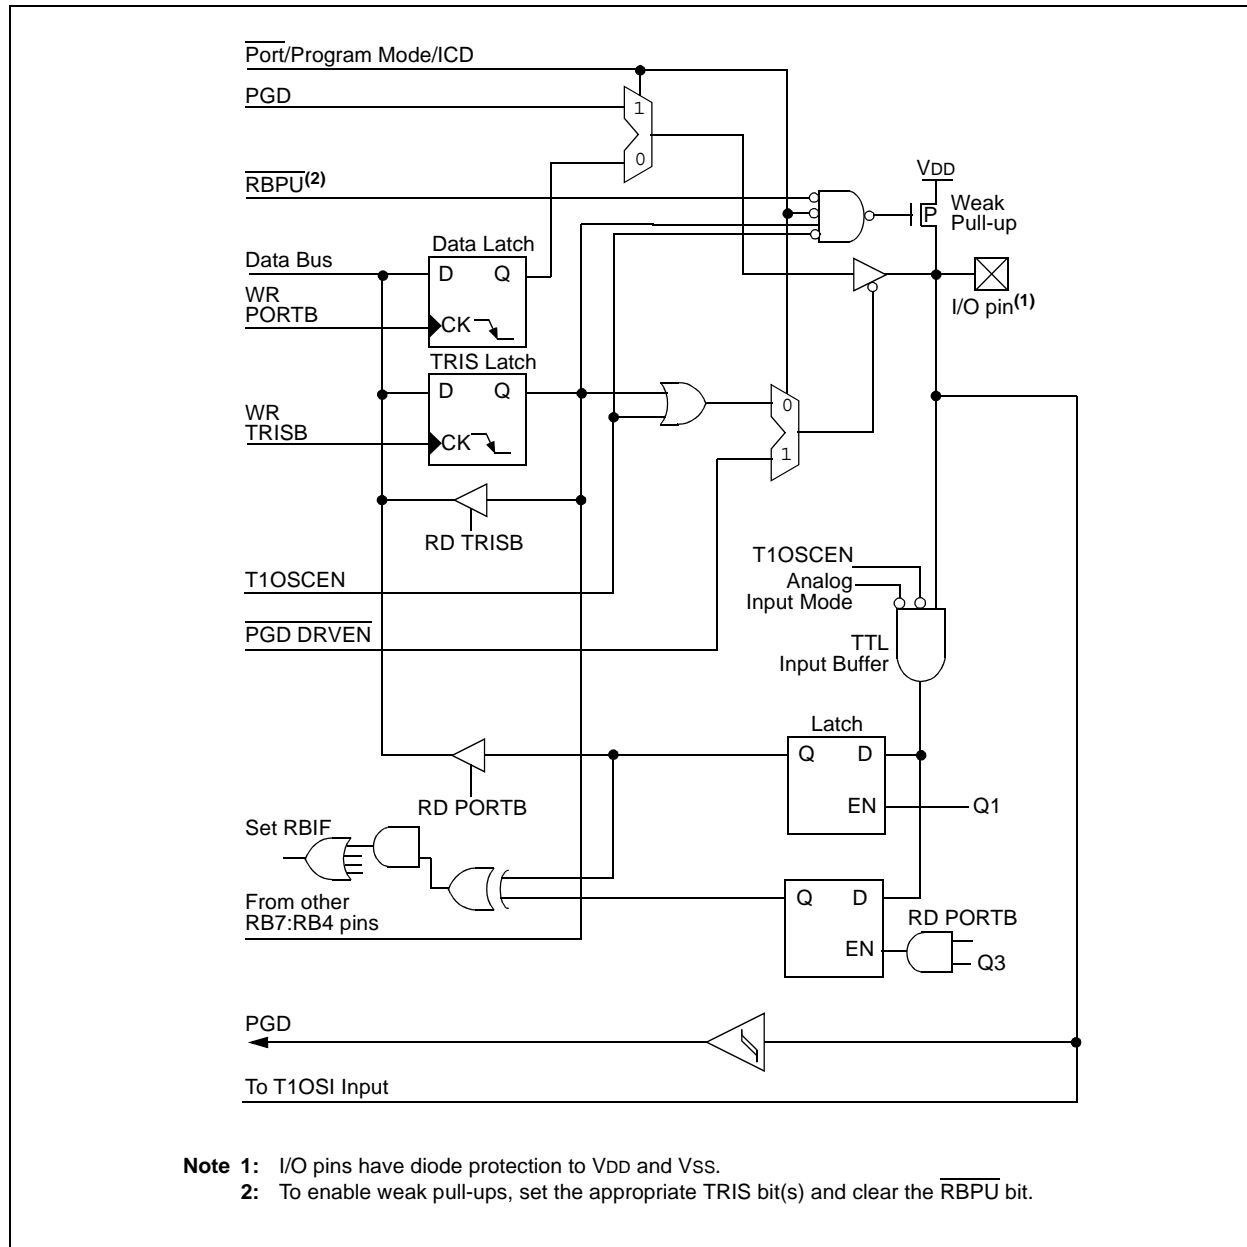 Port/Program Mode/ICD
PGD
1
0
RBPU(2)
VDD
P
Weak
Pull-up
Data Latch
Data Bus
D Q
WR
PORTB
CK
I/O pin(1)
TRIS Latch
D Q
0
WR
TRISB
CK
1
RD TRISB
T1OSCEN
T1OSCEN
Analog
Input Mode
PGD DRVEN
TTL
Input Buffer
Latch
Q D
EN
Q1
RD PORTB
Set RBIF
Q D
From other
RB7:RB4 pins
RD PORTB
EN
Q3
PGD
To T1OSI Input
Note 1: I/O pins have diode protection to VDD and VSS.
2: To enable weak pull-ups, set the appropriate TRIS bit(s) and clear the RBPU bit.